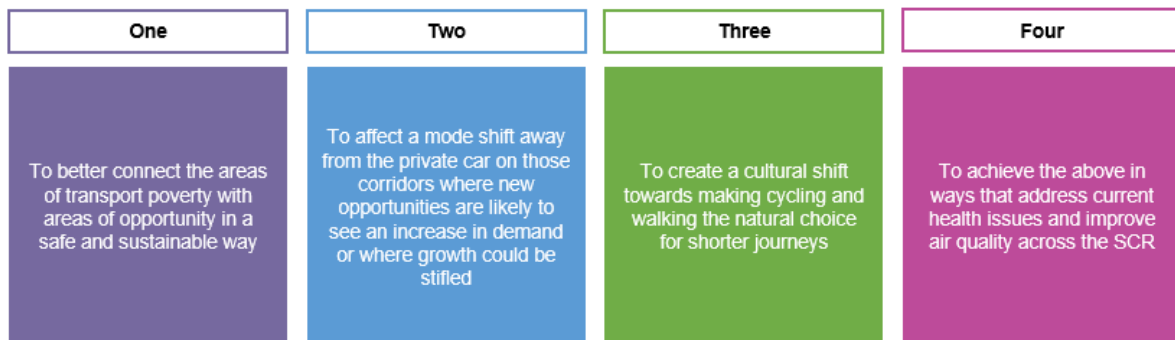 One
To better connect the areas
of transport poverty with
areas of opportunity in a
safe and sustainable way
Two
To affect a mode shift away
from the private car on those
corridors where new
opportunities are likely to
see an increase in demand
or where growth could be
stifled
Three
To create a cultural shift
towards making cycling and
walking the natural choice
for shorter journeys
Four
To achieve the above in
ways that address current
health issues and improve
air quality across the SCR